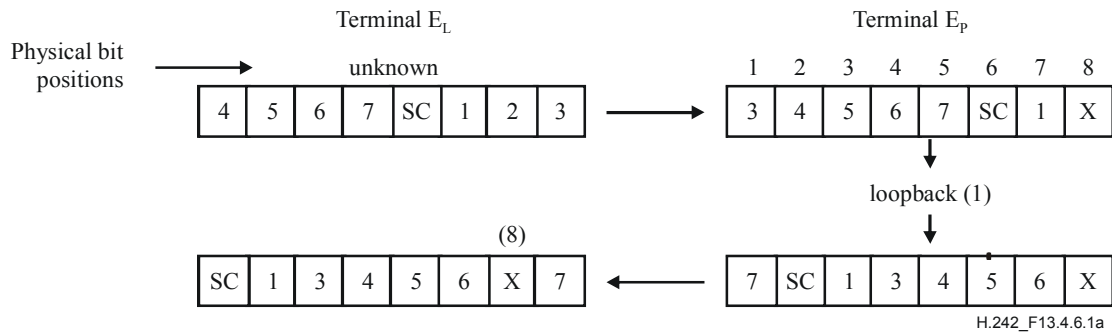 Terminal E_L Terminal E_P
Physical bit positions
unknown 1 2 3 4 5 6 7 8
4 5 6 7 SC 1 2 3 3 4 5 6 7 SC 1 X
loopback (1)
(8)
SC 1 3 4 5 6 X 7 7 SC 1 3 4 5 6 X
H.242_F13.4.6.1a